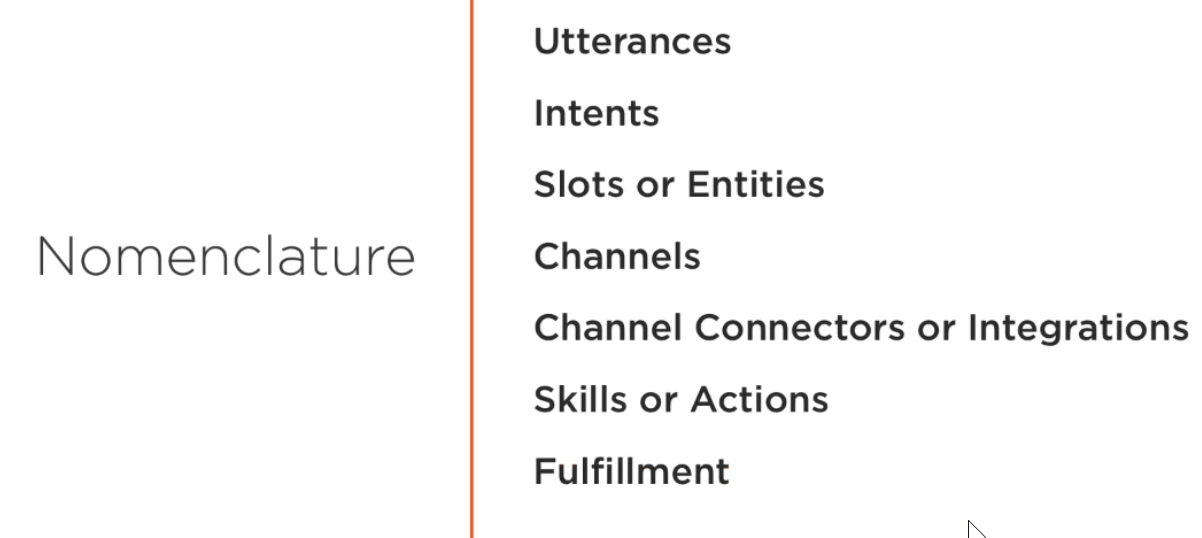 Nomenclature
Utterances
Intents
Slots or Entities
Channels
Channel Connectors or Integrations
Skills or Actions
Fulfillment